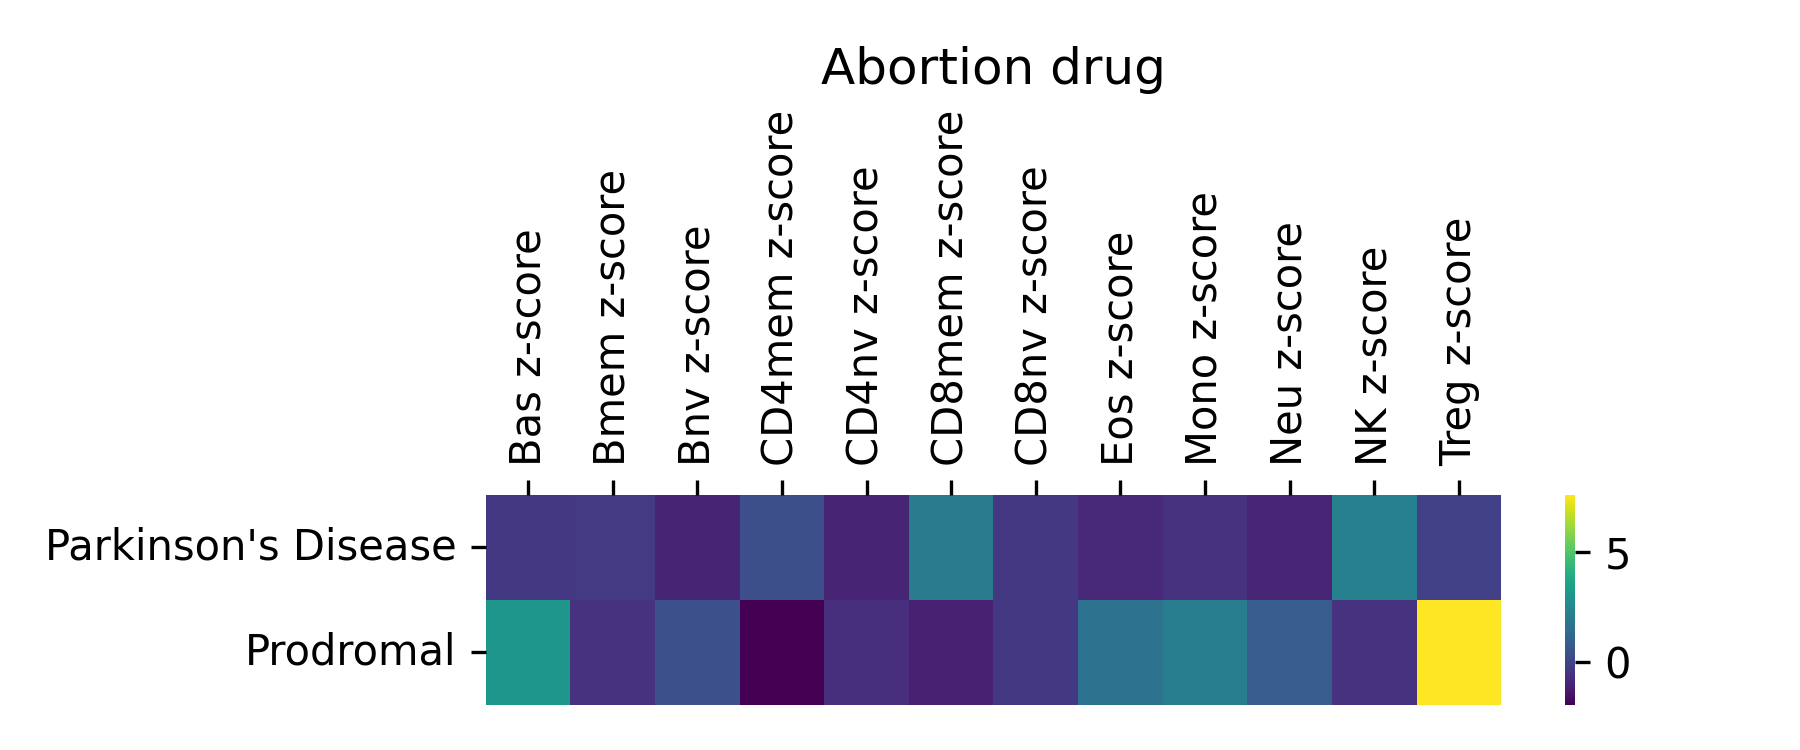 Abortion drug
Bas z-score
Bmem z-score
Bnv z-score
CD4mem z-score
CD4nv z-score
CD8mem z-score
CD8nv z-score
Eos z-score
Mono z-score
Neu z-score
NK z-score
Treg z-score
Parkinson's Disease
Prodromal
5
0